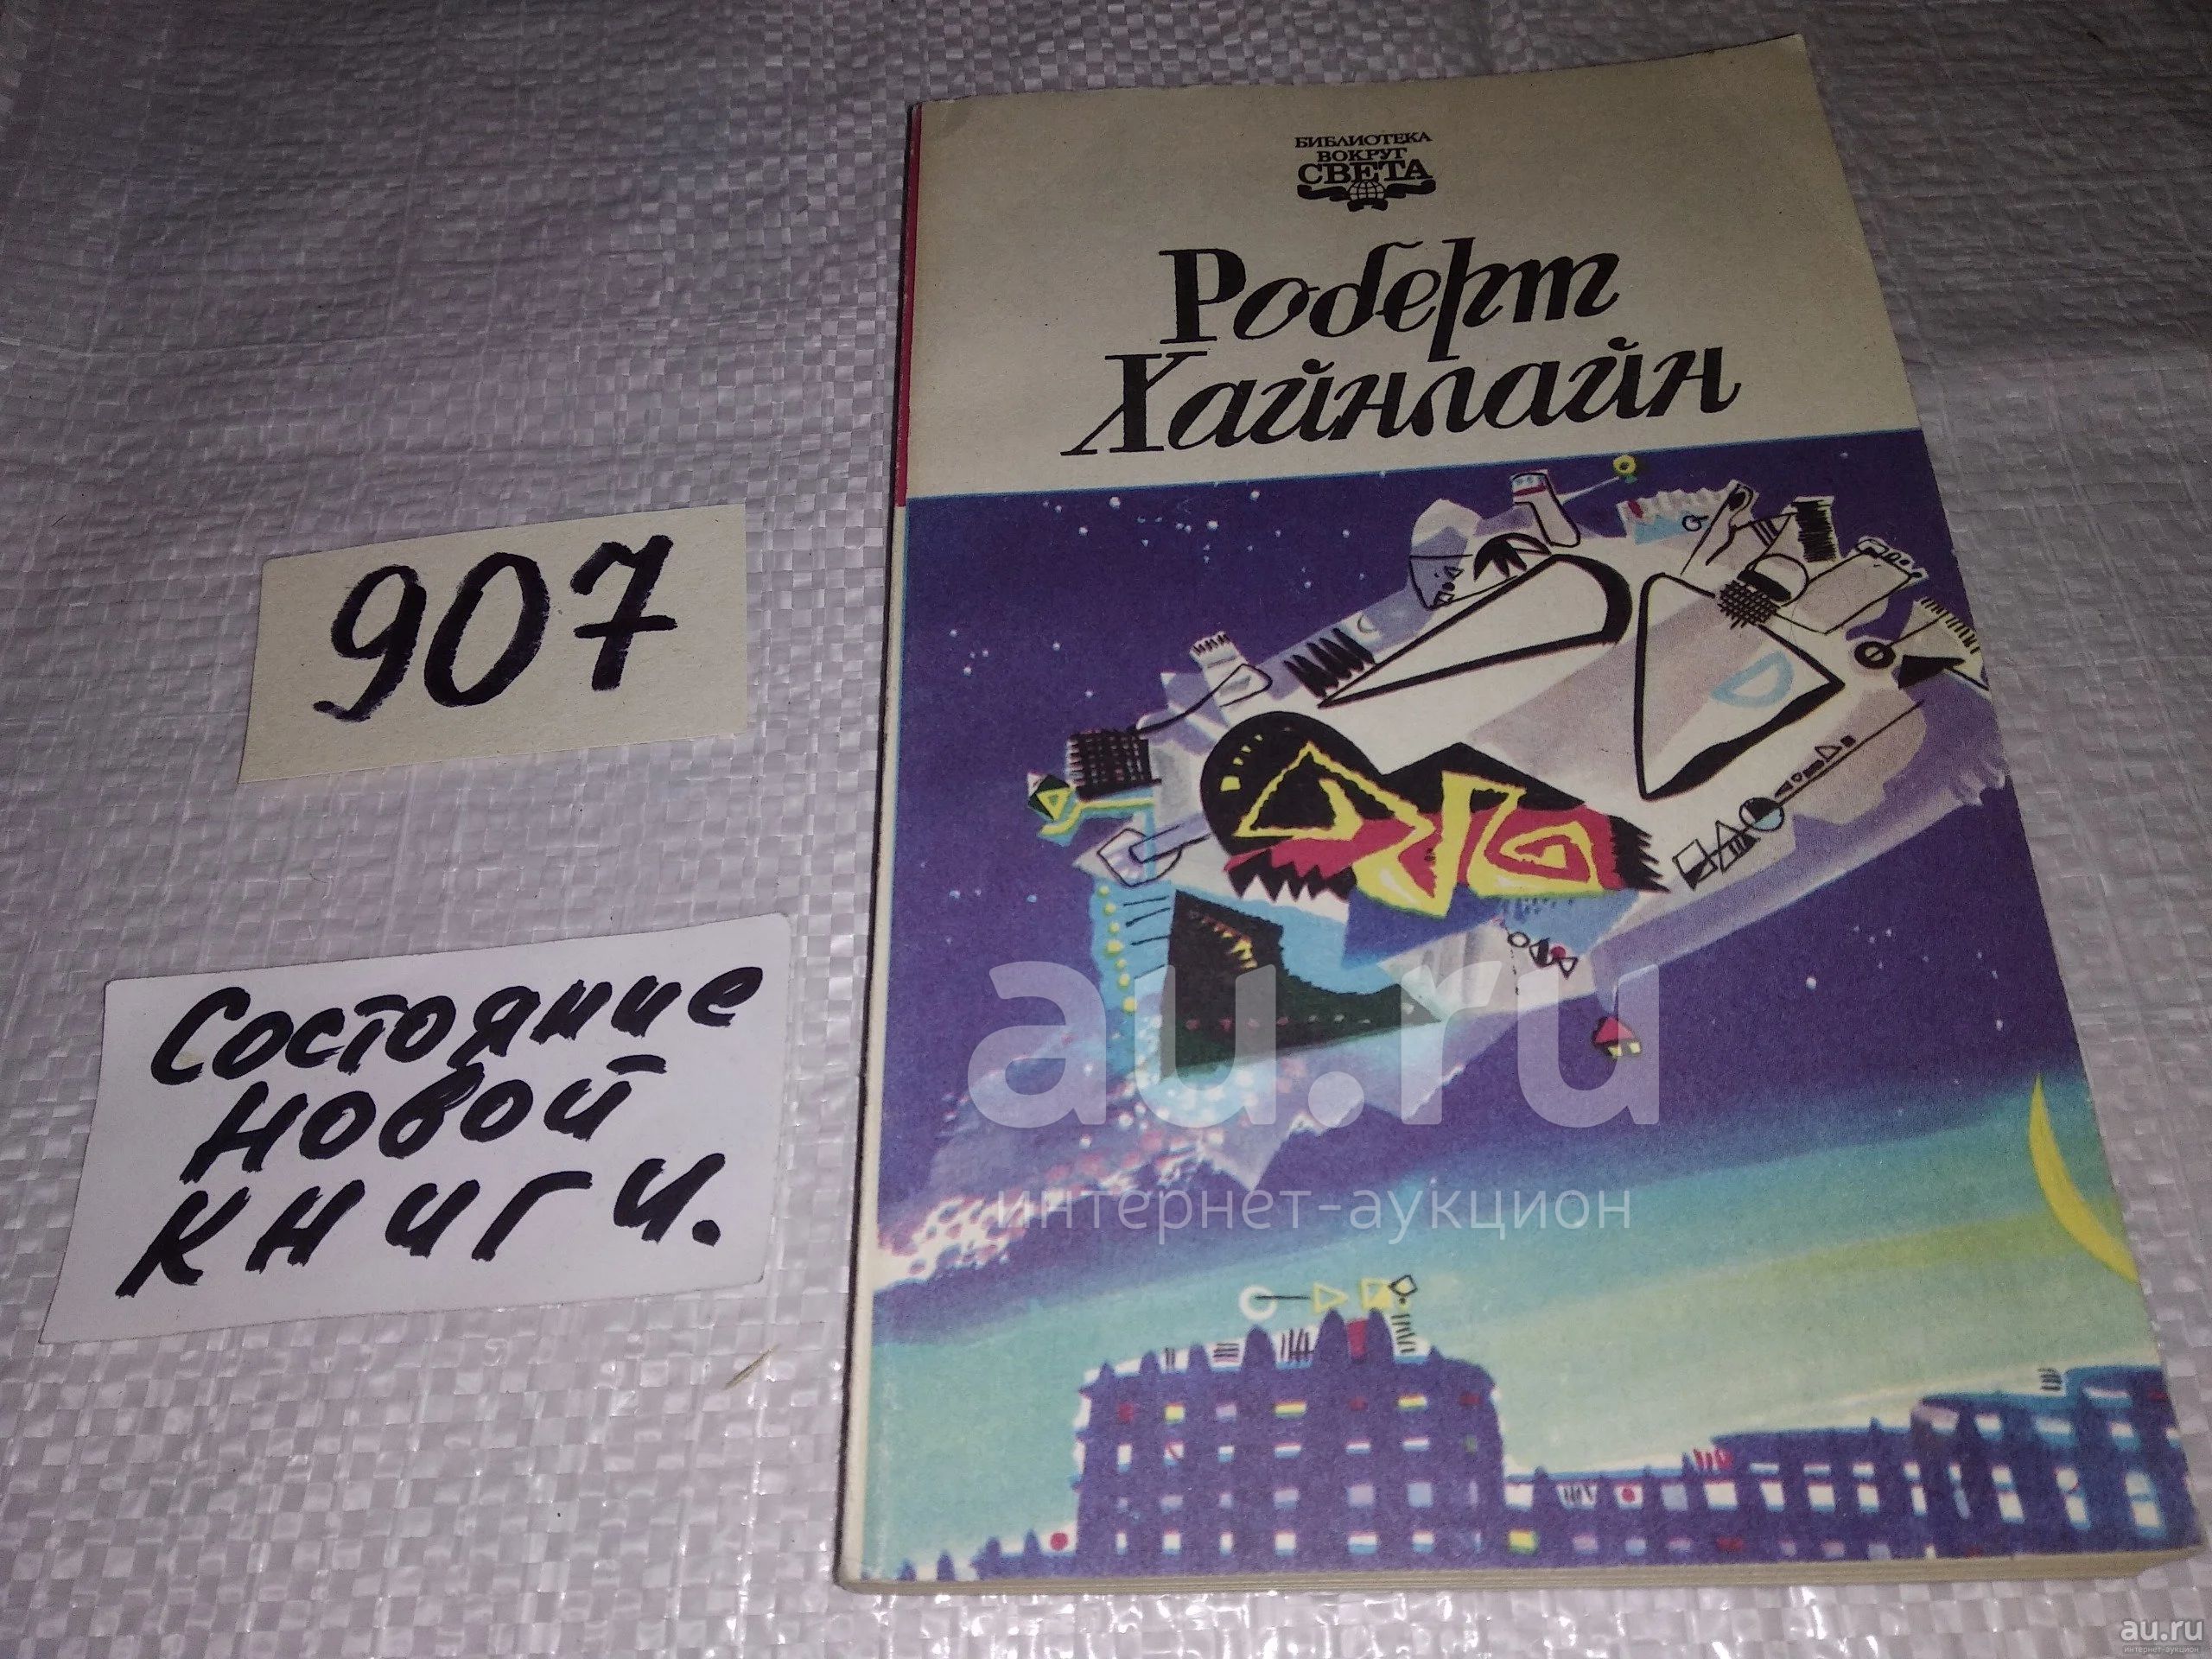 БИБЛИОТЕКА
ВОКРУГ
СВЕТА
Роберт
Хайнлайн
907
Состояние
новой
книги.
au.ru
интернет-аукцион
au.ru
интернет-аукцион